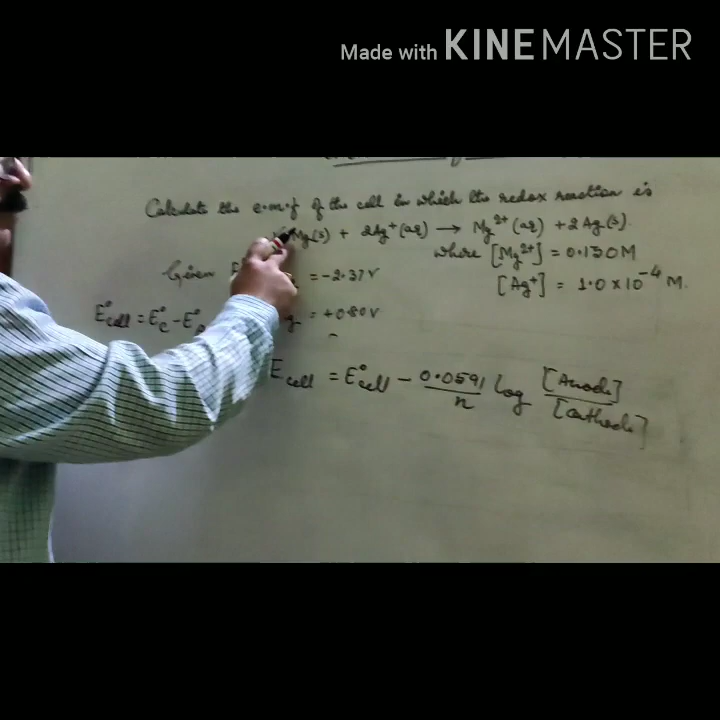 Made with KINEMASTER
Calculate the e.m.f of the cell in which the redox reaction is
Mg(s) + 2Ag⁺(aq) → Mg²⁺(aq) + 2Ag(s).
where [Mg²⁺] = 0.130M
Given E = -2.37V
[Ag⁺] = 1.0 × 10⁻⁴ M.
E°cell = E°C - E° g = +0.80V
Ecell = E°cell - 0.0591/n log [Anode]/[Cathode]